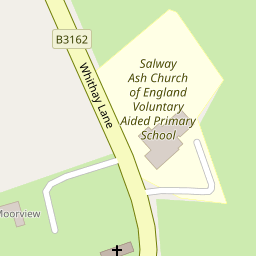 B3162
Whithay Lane
Salway
Ash Church
of England
Voluntary
Aided Primary
School
Moorview